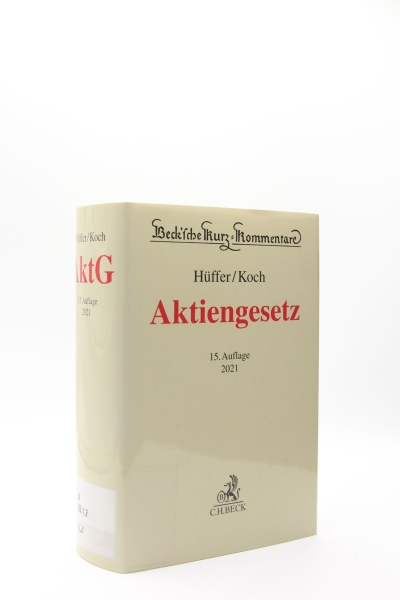 Hüffer/Koch
AktG
15. Auflage
2021
Beck'sche Kurz-Kommentare
Hüffer/Koch
Aktiengesetz
15. Auflage
2021
C.H.BECK